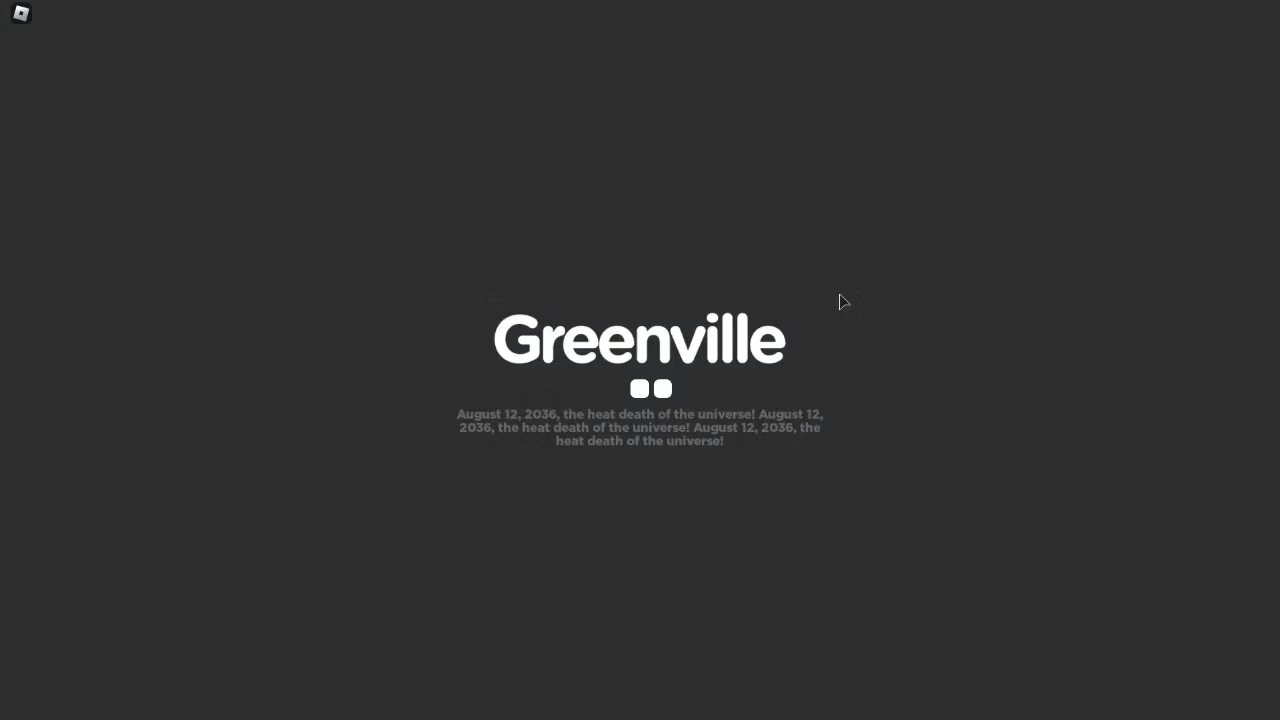 Greenville
August 12, 2036, the heat death of the universe! August 12,
2036, the heat death of the universe! August 12, 2036, the
heat death of the universe!